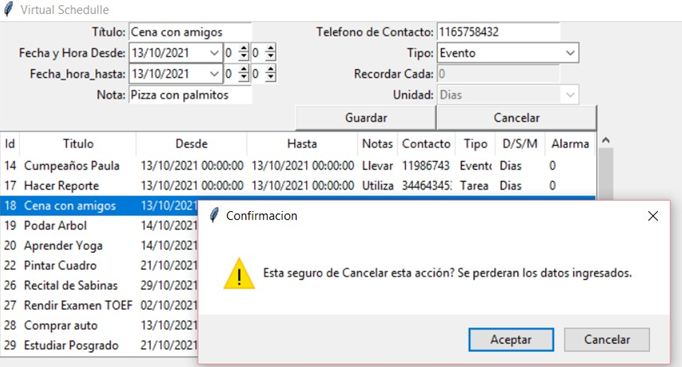 Virtual Schedulle
Título: Cena con amigos Telefono de Contacto: 1165758432
Fecha y Hora Desde: 13/10/2021 0 0 Tipo: Evento
Fecha_hora_hasta: 13/10/2021 0 0 Recordar Cada: 0
Nota: Pizza con palmitos Unidad: Dias
Guardar Cancelar
Id Titulo Desde Hasta Notas Contacto Tipo D/S/M Alarma
14 Cumpeaños Paula 13/10/2021 00:00:00 13/10/2021 00:00:00 Llevar 11986743 Evento Dias 0
17 Hacer Reporte 13/10/2021 00:00:00 13/10/2021 00:00:00 Utiliza 34464345 Tarea Dias 0
18 Cena con amigos 13/10/2021
19 Podar Arbol 14/10/2021
20 Aprender Yoga 14/10/2021
22 Pintar Cuadro 21/10/2021
26 Recital de Sabinas 29/10/2021
27 Rendir Examen TOEF 02/10/2021
28 Comprar auto 13/10/2021
29 Estudiar Posgrado 21/10/2021
Confirmacion
Esta seguro de Cancelar esta acción? Se perderan los datos ingresados.
Aceptar Cancelar